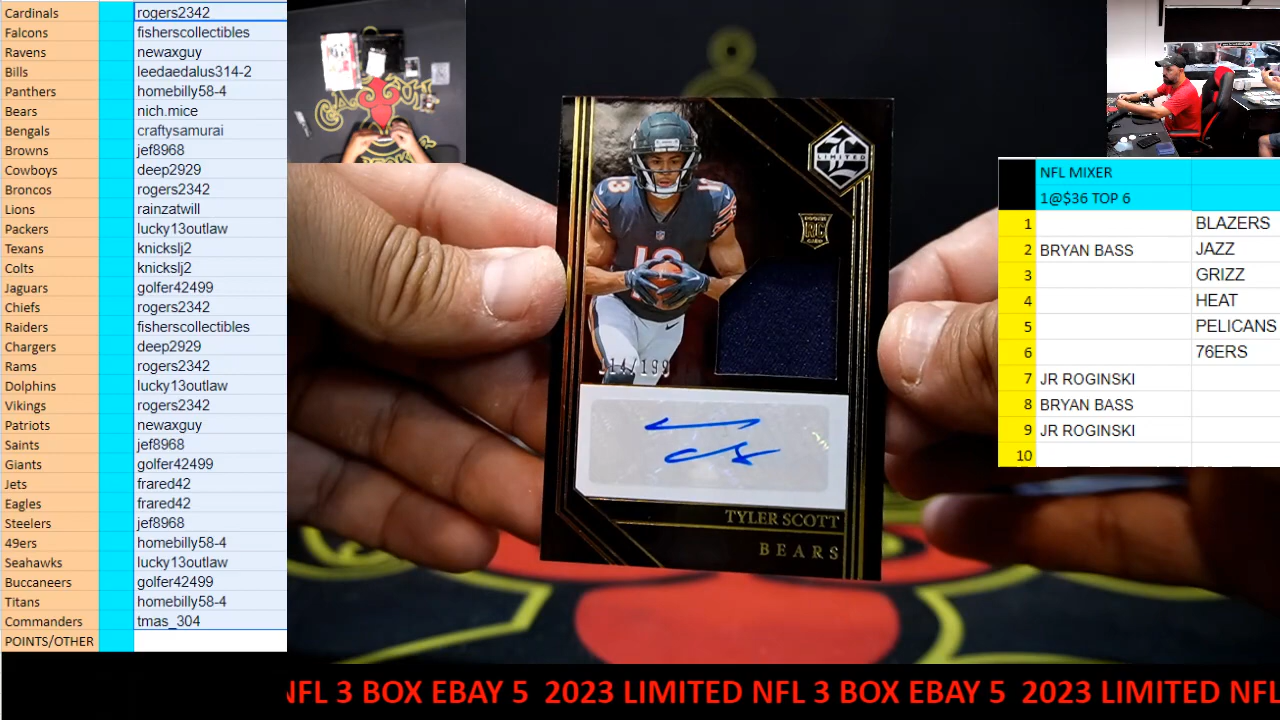 Cardinals rogers2342
Falcons fisherscollectibles
Ravens newaxguy
Bills leedaedalus314-2
Panthers homebilly58-4
Bears nich.mice
Bengals craftysamurai
Browns jef8968
Cowboys deep2929
Broncos rogers2342
Lions rainzatwill
Packers lucky13outlaw
Texans knickslj2
Colts knickslj2
Jaguars golfer42499
Chiefs rogers2342
Raiders fisherscollectibles
Chargers deep2929
Rams rogers2342
Dolphins lucky13outlaw
Vikings rogers2342
Patriots newaxguy
Saints jef8968
Giants golfer42499
Jets frared42
Eagles frared42
Steelers jef8968
49ers homebilly58-4
Seahawks lucky13outlaw
Buccaneers golfer42499
Titans homebilly58-4
Commanders tmas_304
POINTS/OTHER
LIMITED
RC
13
014/199
TYLER SCOTT
BEARS
NFL MIXER
1@$36 TOP 6
1 BLAZERS
2 BRYAN BASS JAZZ
3 GRIZZ
4 HEAT
5 PELICANS
6 76ERS
7 JR ROGINSKI
8 BRYAN BASS
9 JR ROGINSKI
10
NFL 3 BOX EBAY 5 2023 LIMITED NFL 3 BOX EBAY 5 2023 LIMITED NFL